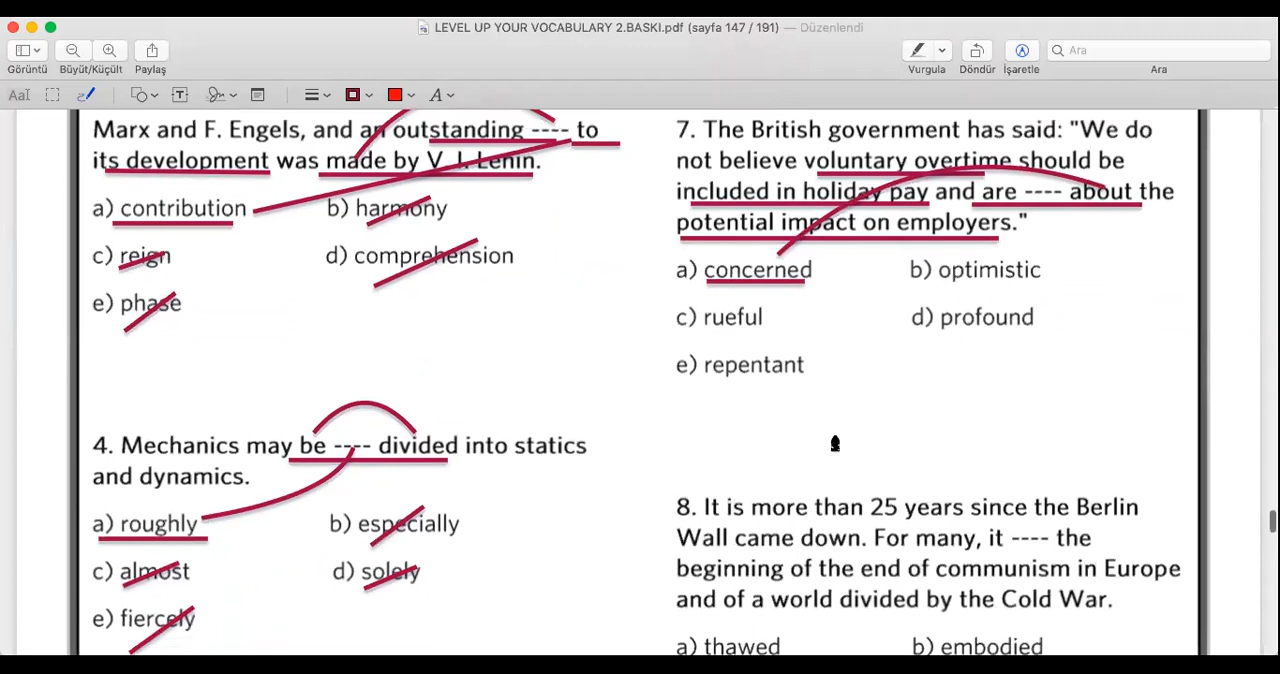 LEVEL UP YOUR VOCABULARY 2.BASKI.pdf (sayfa 147 / 191) — Düzenlendi
Ara
Görüntü Büyüt/Küçült Paylaş Vurgula Döndür İşaretle Ara
AaI T A
Marx and F. Engels, and an outstanding ---- to
its development was made by V. I. Lenin.
a) contribution b) harmony
c) reign d) comprehension
e) phase
4. Mechanics may be ---- divided into statics
and dynamics.
a) roughly b) especially
c) almost d) solely
e) fiercely
7. The British government has said: "We do
not believe voluntary overtime should be
included in holiday pay and are ---- about the
potential impact on employers."
a) concerned b) optimistic
c) rueful d) profound
e) repentant
8. It is more than 25 years since the Berlin
Wall came down. For many, it ---- the
beginning of the end of communism in Europe
and of a world divided by the Cold War.
a) thawed b) embodied